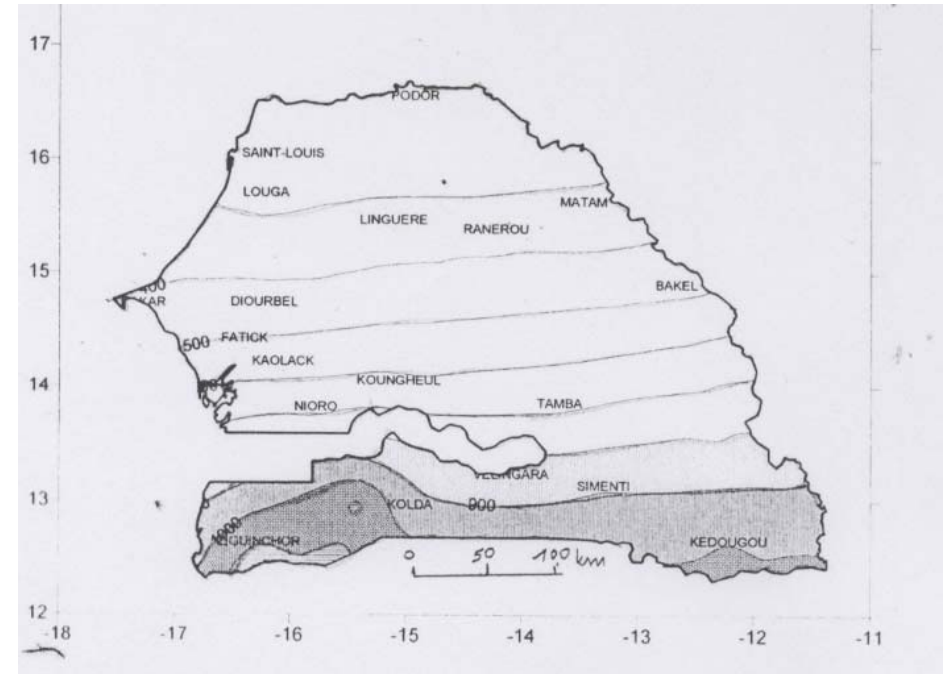 17
PODOR
16
SAINT-LOUIS
LOUGA
MATAM
LINGUERE
RANEROU
15
400
KAR
DIOURBEL
BAKEL
500
FATICK
KAOLACK
14
KOUNGHEUL
NIORO
TAMBA
VELINGARA
SIMENTI
13
KOLDA
900
KEDOUGOU
0 50 100 km
12
-18 -17 -16 -15 -14 -13 -12 -11